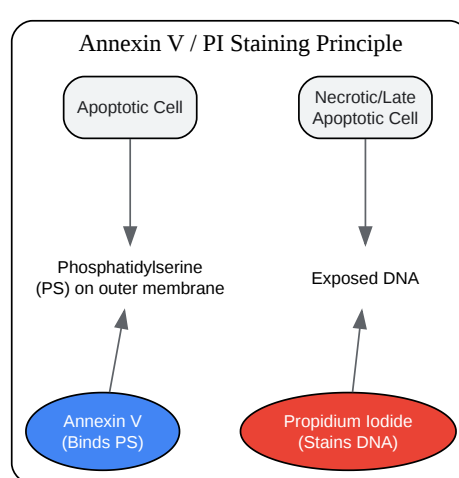 Annexin V / PI Staining Principle
Apoptotic Cell
Necrotic/Late
Apoptotic Cell
Phosphatidylserine
(PS) on outer membrane
Exposed DNA
Annexin V
(Binds PS)
Propidium Iodide
(Stains DNA)